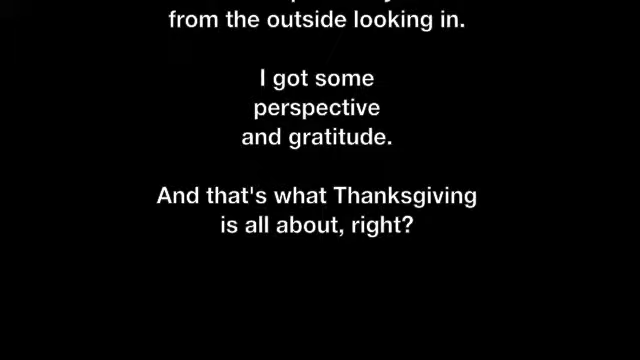 from the outside looking in.
I got some
perspective
and gratitude.
And that's what Thanksgiving
is all about, right?